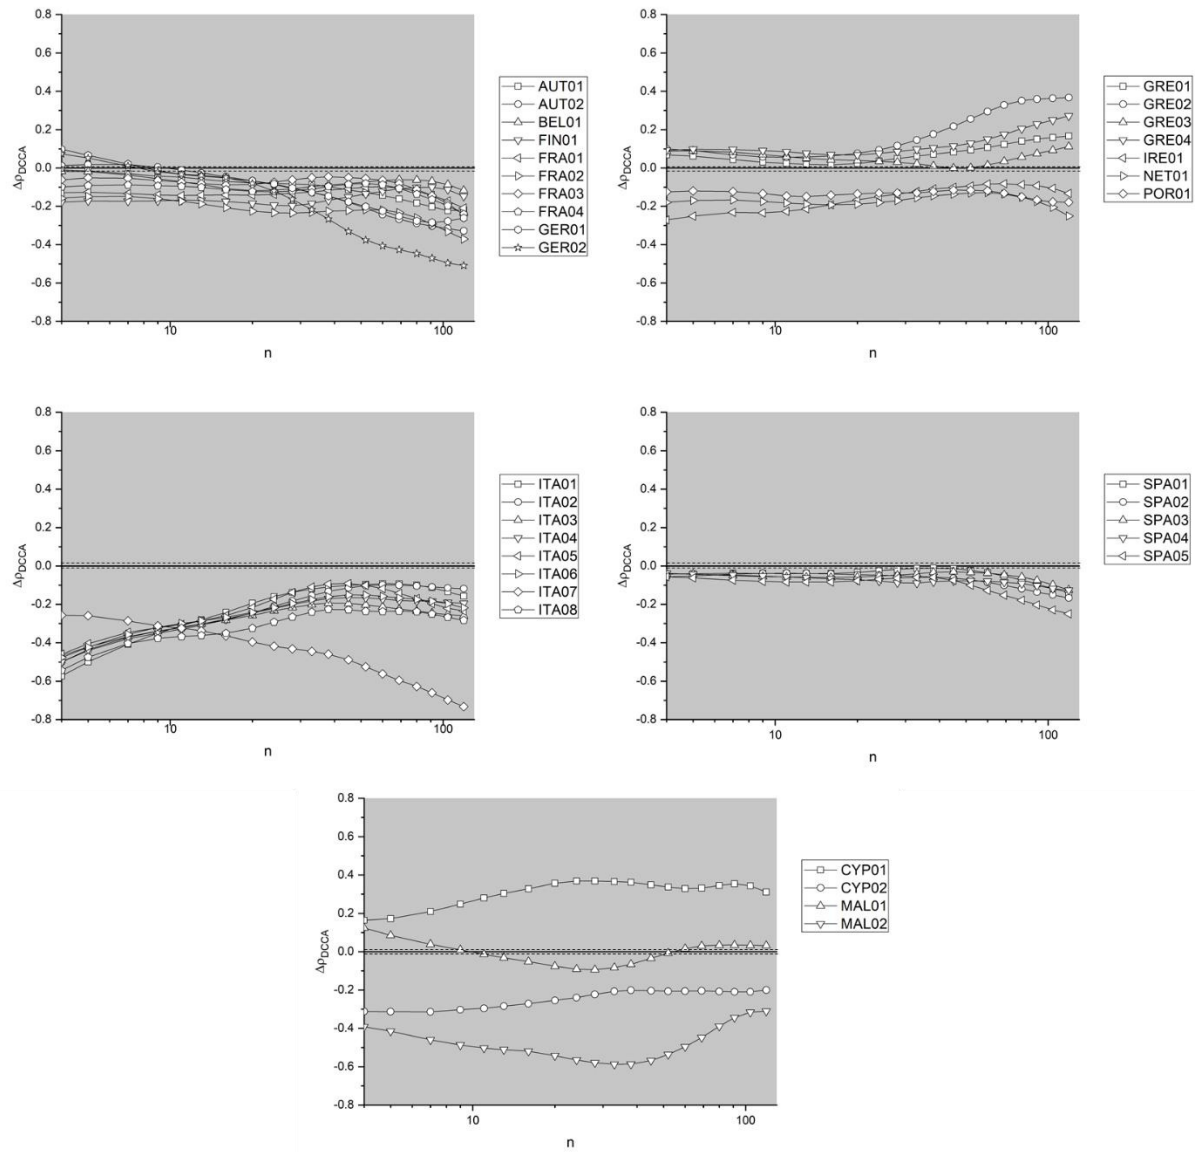 0.8
0.6
0.4
0.2
0.0
-0.2
-0.4
-0.6
-0.8
ΔρDCCA
10
100
n
AUT01
AUT02
BEL01
FIN01
FRA01
FRA02
FRA03
FRA04
GER01
GER02
0.8
0.6
0.4
0.2
0.0
-0.2
-0.4
-0.6
-0.8
ΔρDCCA
10
100
n
GRE01
GRE02
GRE03
GRE04
IRE01
NET01
POR01
0.8
0.6
0.4
0.2
0.0
-0.2
-0.4
-0.6
-0.8
ΔρDCCA
10
100
n
ITA01
ITA02
ITA03
ITA04
ITA05
ITA06
ITA07
ITA08
0.8
0.6
0.4
0.2
0.0
-0.2
-0.4
-0.6
-0.8
ΔρDCCA
10
100
n
SPA01
SPA02
SPA03
SPA04
SPA05
0.8
0.6
0.4
0.2
0.0
-0.2
-0.4
-0.6
-0.8
ΔρDCCA
10
100
n
CYP01
CYP02
MAL01
MAL02